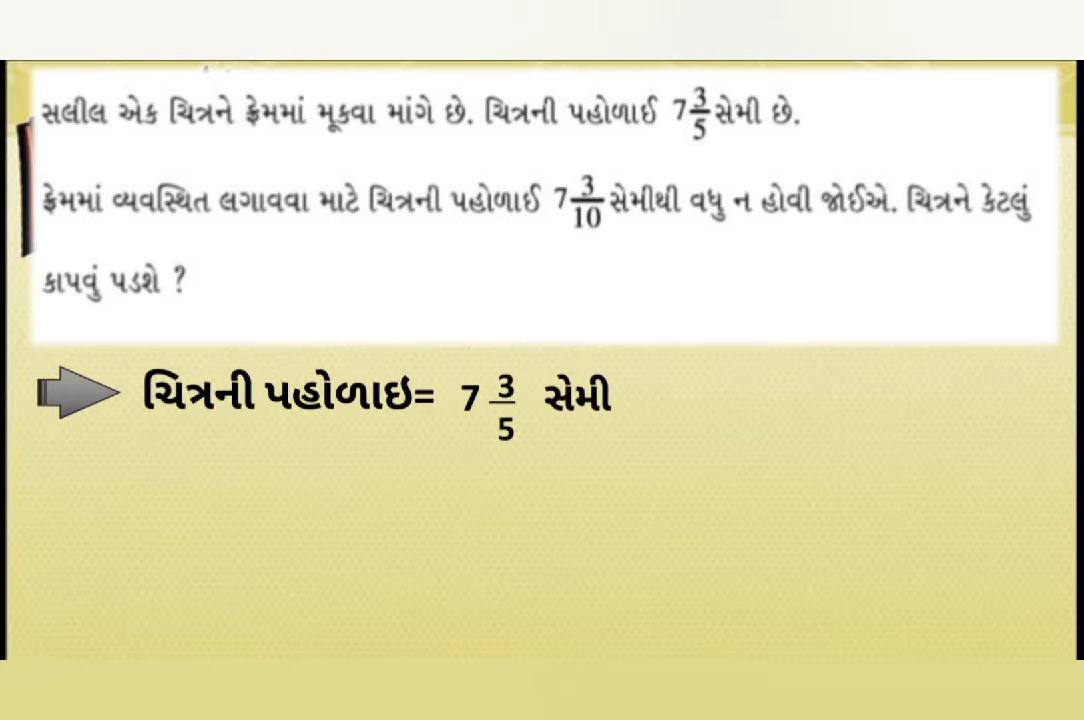 સલીલ એક ચિત્રને ફ્રેમમાં મૂકવા માંગે છે. ચિત્રની પહોળાઈ 7 3/5 સેમી છે.
ફ્રેમમાં વ્યવસ્થિત લગાવવા માટે ચિત્રની પહોળાઈ 7 3/10 સેમીથી વધુ ન હોવી જોઈએ. ચિત્રને કેટલું
કાપવું પડશે ?
ચિત્રની પહોળાઇ= 7 3/5 સેમી